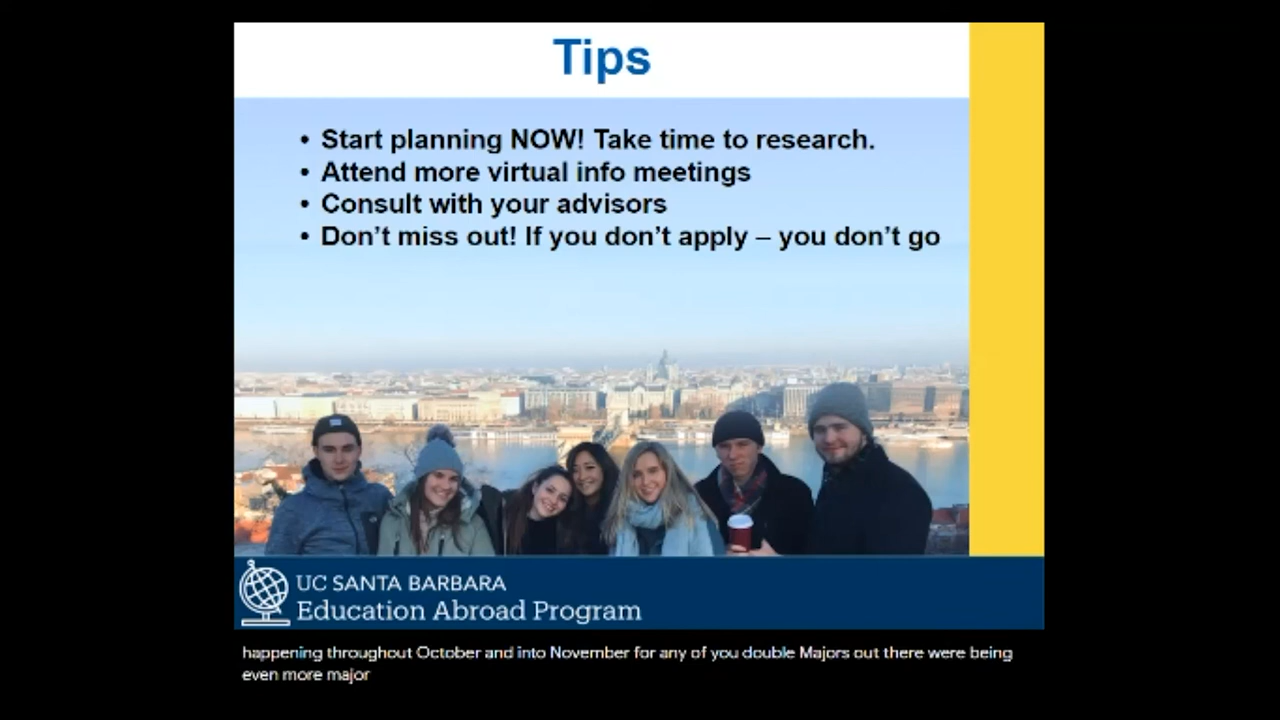 Tips
• Start planning NOW! Take time to research.
• Attend more virtual info meetings
• Consult with your advisors
• Don't miss out! If you don't apply – you don't go
UC SANTA BARBARA
Education Abroad Program
happening throughout October and into November for any of you double Majors out there were being
even more major